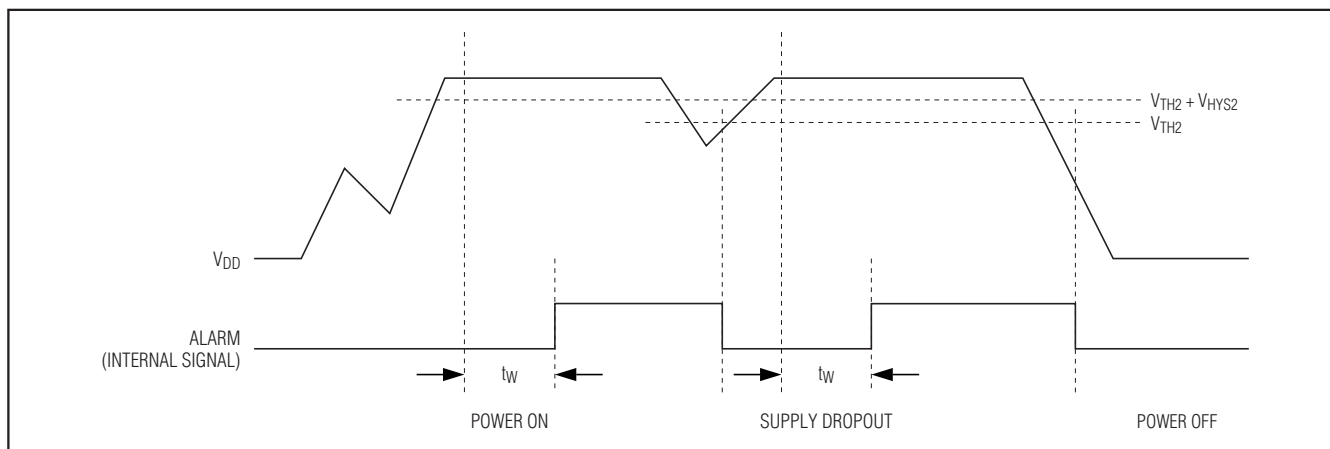 VTH2 + VHYS2
VTH2
VDD
ALARM
(INTERNAL SIGNAL)
tW
tW
POWER ON
SUPPLY DROPOUT
POWER OFF